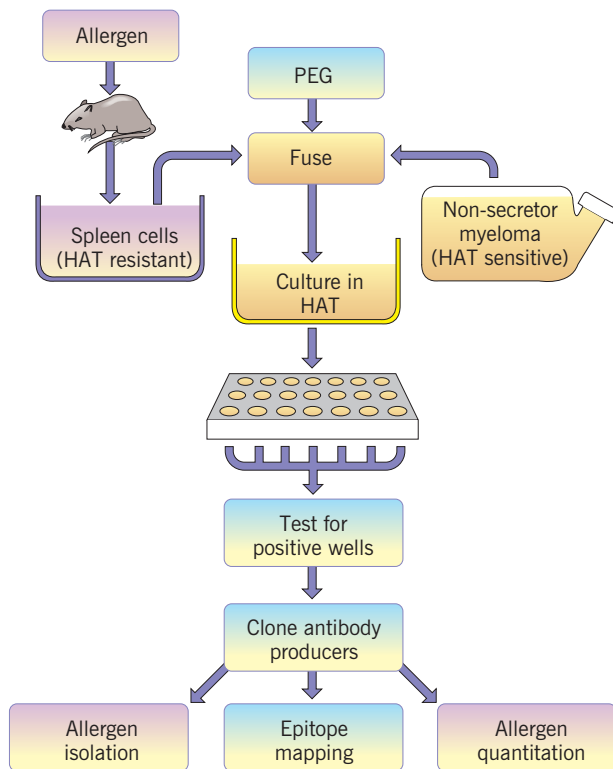 Allergen
PEG
Fuse
Spleen cells
(HAT resistant)
Non-secretor
myeloma
(HAT sensitive)
Culture in
HAT
Test for
positive wells
Clone antibody
producers
Allergen
isolation
Epitope
mapping
Allergen
quantitation